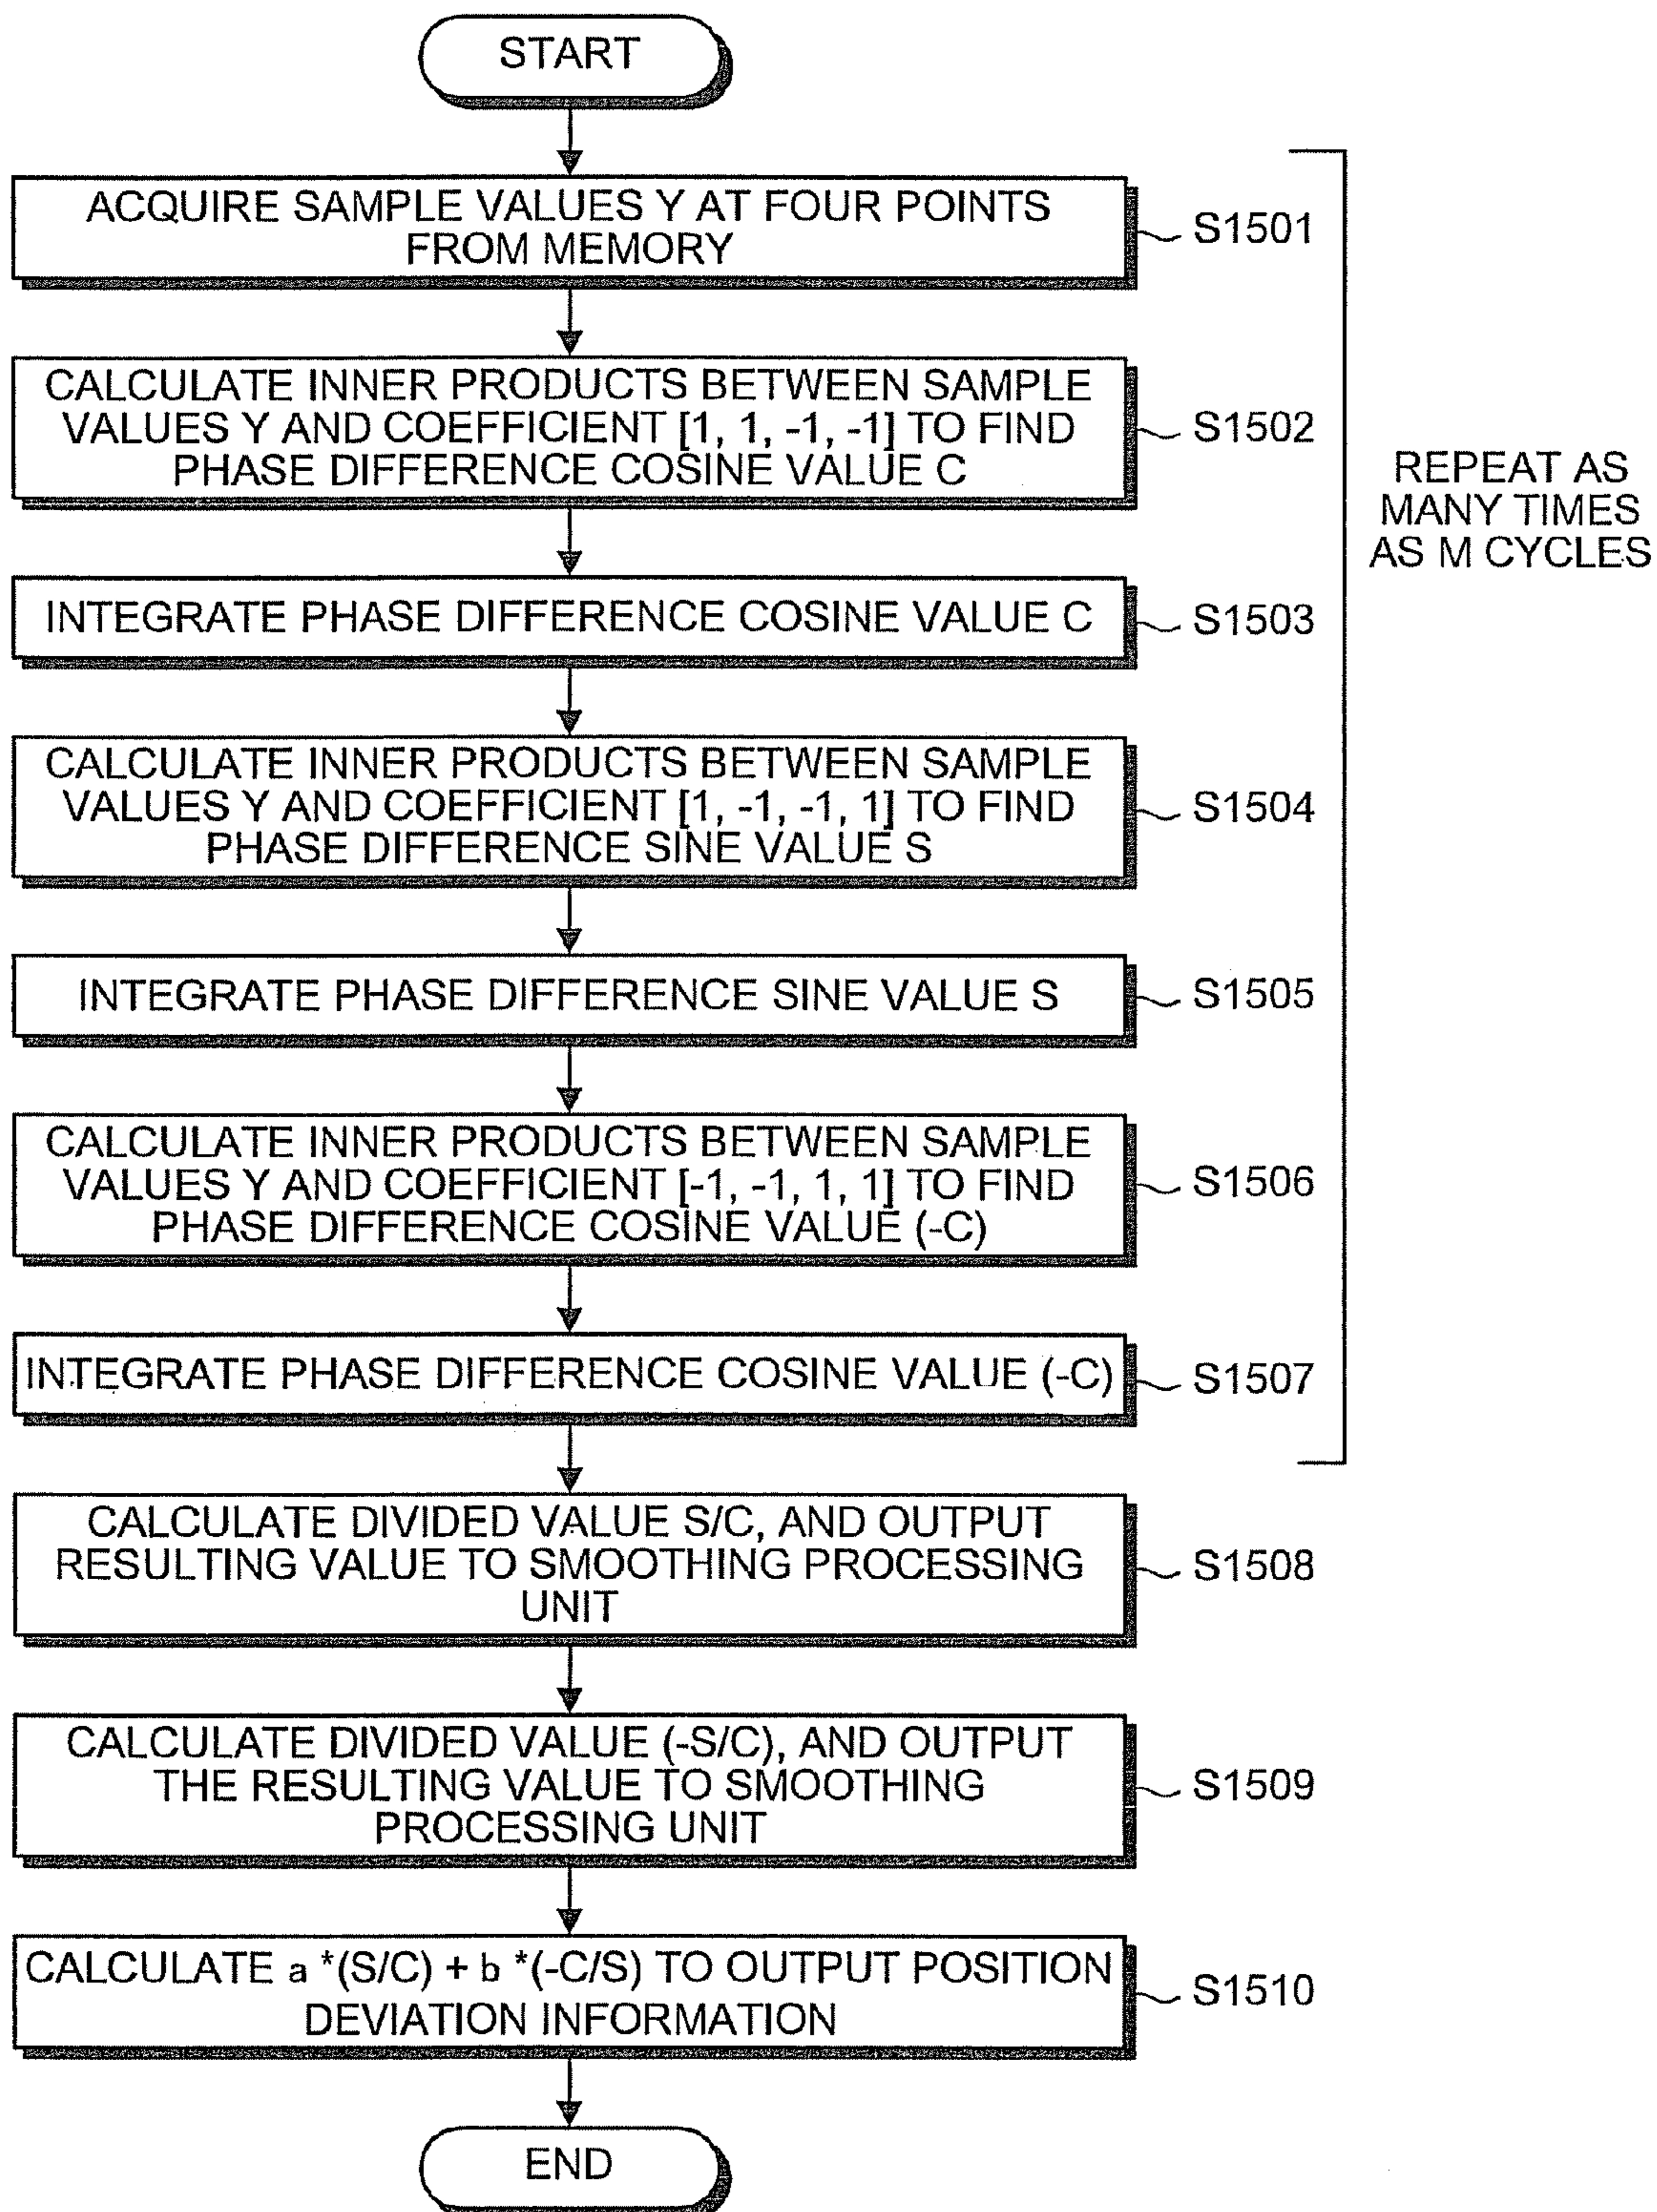 START
ACQUIRE SAMPLE VALUES Y AT FOUR POINTS
FROM MEMORY
S1501
CALCULATE INNER PRODUCTS BETWEEN SAMPLE
VALUES Y AND COEFFICIENT [1, 1, -1, -1] TO FIND
PHASE DIFFERENCE COSINE VALUE C
S1502
REPEAT AS
MANY TIMES
AS M CYCLES
INTEGRATE PHASE DIFFERENCE COSINE VALUE C
S1503
CALCULATE INNER PRODUCTS BETWEEN SAMPLE
VALUES Y AND COEFFICIENT [1, -1, -1, 1] TO FIND
PHASE DIFFERENCE SINE VALUE S
S1504
INTEGRATE PHASE DIFFERENCE SINE VALUE S
S1505
CALCULATE INNER PRODUCTS BETWEEN SAMPLE
VALUES Y AND COEFFICIENT [-1, -1, 1, 1] TO FIND
PHASE DIFFERENCE COSINE VALUE (-C)
S1506
INTEGRATE PHASE DIFFERENCE COSINE VALUE (-C)
S1507
CALCULATE DIVIDED VALUE S/C, AND OUTPUT
RESULTING VALUE TO SMOOTHING PROCESSING
UNIT
S1508
CALCULATE DIVIDED VALUE (-S/C), AND OUTPUT
THE RESULTING VALUE TO SMOOTHING
PROCESSING UNIT
S1509
CALCULATE a *(S/C) + b *(-C/S) TO OUTPUT POSITION
DEVIATION INFORMATION
S1510
END